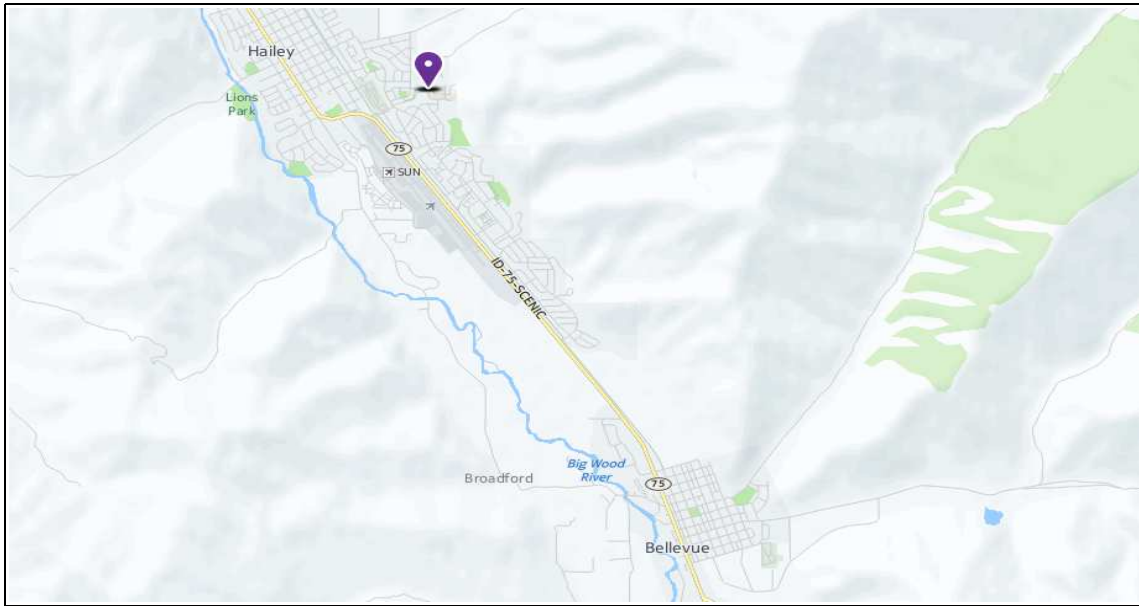 Hailey
Lions
Park
75
SUN
ID-75-SCENIC
Big Wood
River
Broadford
75
Bellevue